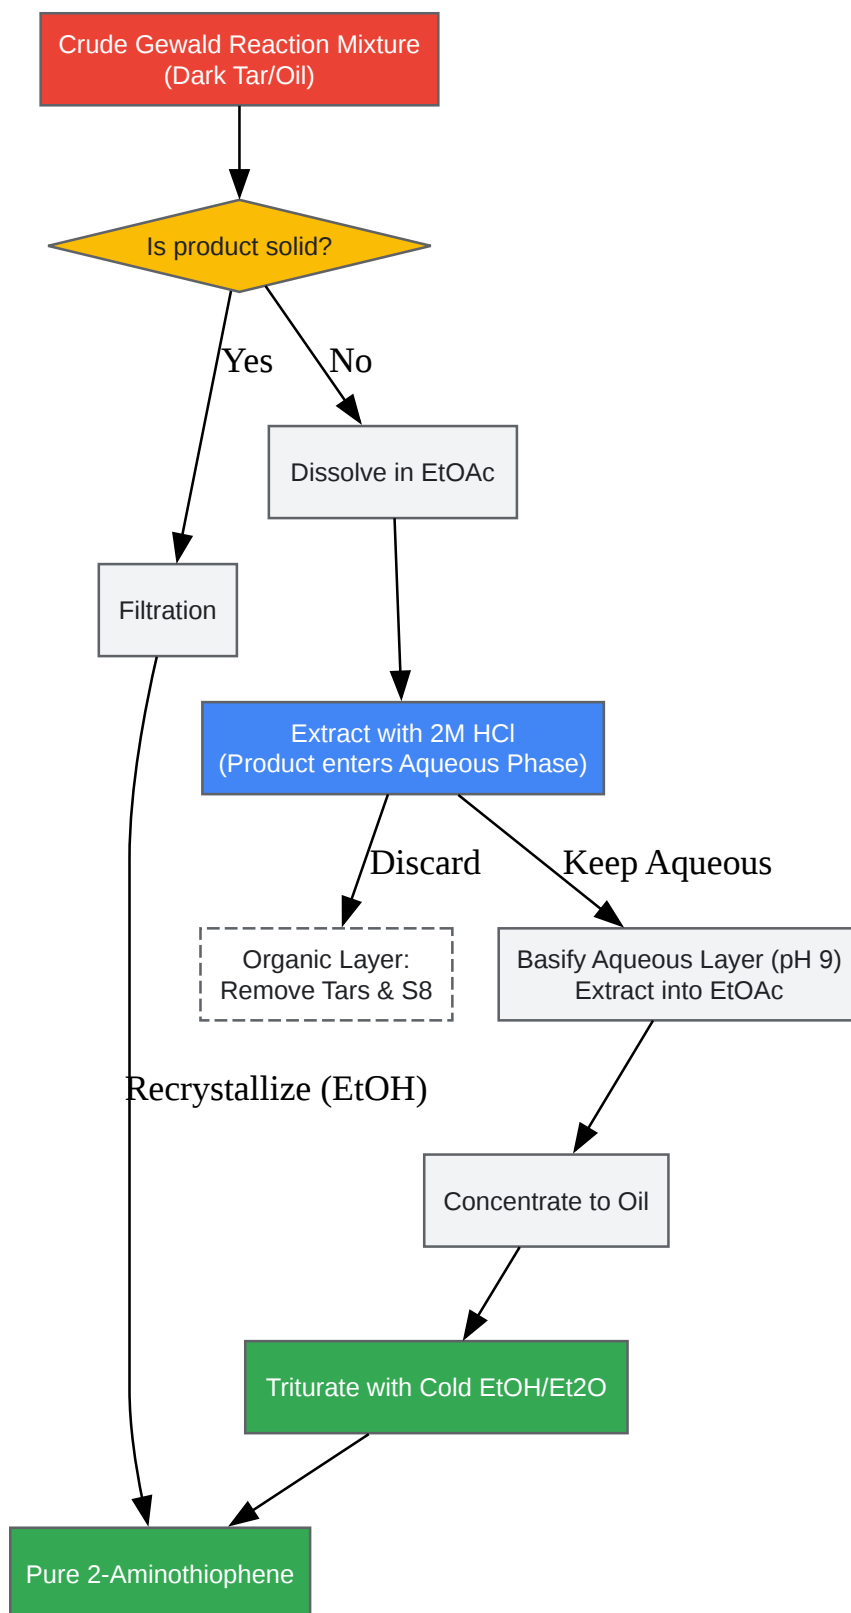 Crude Gewald Reaction Mixture
(Dark Tar/Oil)
Is product solid?
Yes
No
Dissolve in EtOAc
Filtration
Extract with 2M HCl
(Product enters Aqueous Phase)
Discard
Keep Aqueous
Organic Layer:
Remove Tars & S8
Basify Aqueous Layer (pH 9)
Extract into EtOAc
Recrystallize (EtOH)
Concentrate to Oil
Triturate with Cold EtOH/Et2O
Pure 2-Aminothiophene